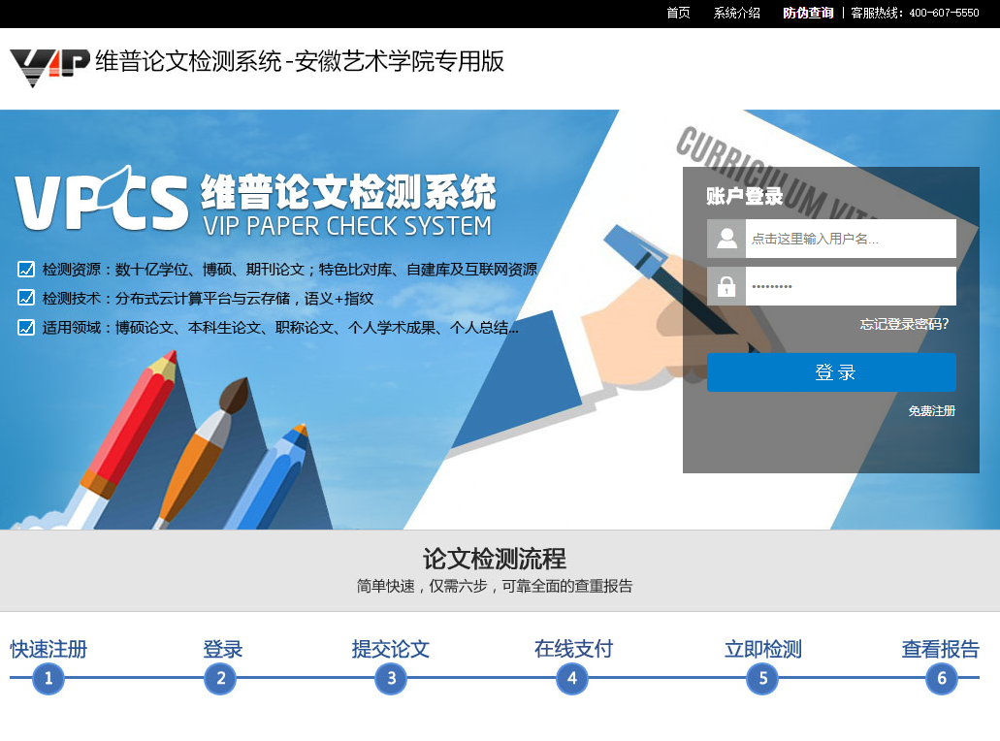 首页 系统介绍 防伪查询 | 客服热线：400-607-5550
VIP 维普论文检测系统-安徽艺术学院专用版
CURRICULUM VITAE
VPCS 维普论文检测系统
VIP PAPER CHECK SYSTEM
检测资源：数十亿学位、博硕、期刊论文；特色比对库、自建库及互联网资源
检测技术：分布式云计算平台与云存储，语义+指纹
适用领域：博硕论文、本科生论文、职称论文、个人学术成果、个人总结...
账户登录
点击这里输入用户名...
•••••••••
忘记登录密码?
登 录
免费注册
论文检测流程
简单快速，仅需六步，可靠全面的查重报告
快速注册 登录 提交论文 在线支付 立即检测 查看报告
1 2 3 4 5 6